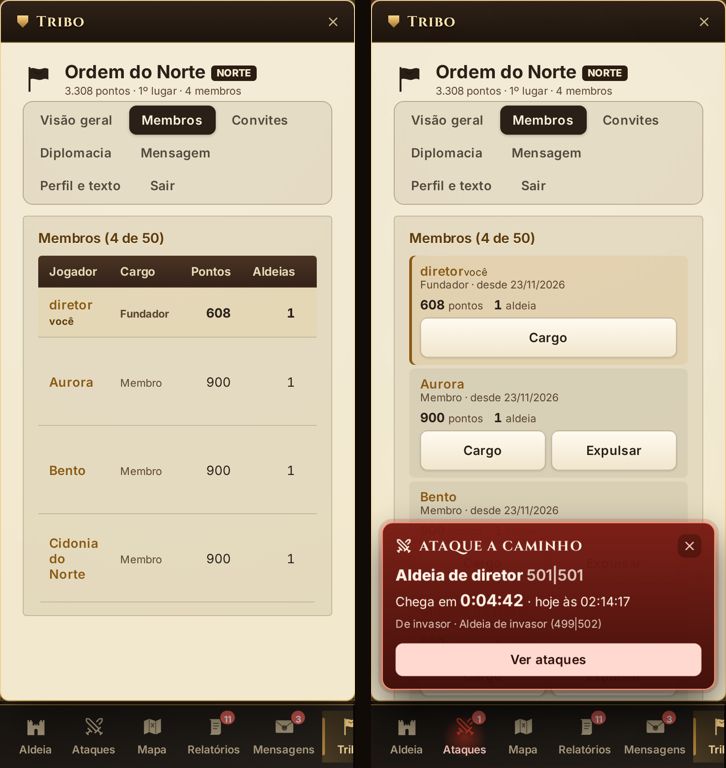 Tribo
Ordem do Norte NORTE
3.308 pontos · 1º lugar · 4 membros
Visão geral Membros Convites
Diplomacia Mensagem
Perfil e texto Sair
Membros (4 de 50)
Jogador Cargo Pontos Aldeias
diretor você Fundador 608 1
Aurora Membro 900 1
Bento Membro 900 1
Cidonia do Norte Membro 900 1
Aldeia Ataques Mapa Relatórios 11 Mensagens 3
Tribo
Ordem do Norte NORTE
3.308 pontos · 1º lugar · 4 membros
Visão geral Membros Convites
Diplomacia Mensagem
Perfil e texto Sair
Membros (4 de 50)
diretor você
Fundador · desde 23/11/2026
608 pontos 1 aldeia
Cargo
Aurora
Membro · desde 23/11/2026
900 pontos 1 aldeia
Cargo Expulsar
Bento
Membro · desde 23/11/2026
ATAQUE A CAMINHO
Aldeia de diretor 501|501
Chega em 0:04:42 · hoje às 02:14:17
De invasor · Aldeia de invasor (499|502)
Ver ataques
Aldeia Ataques 1 Mapa Relatórios 11 Mensagens 3